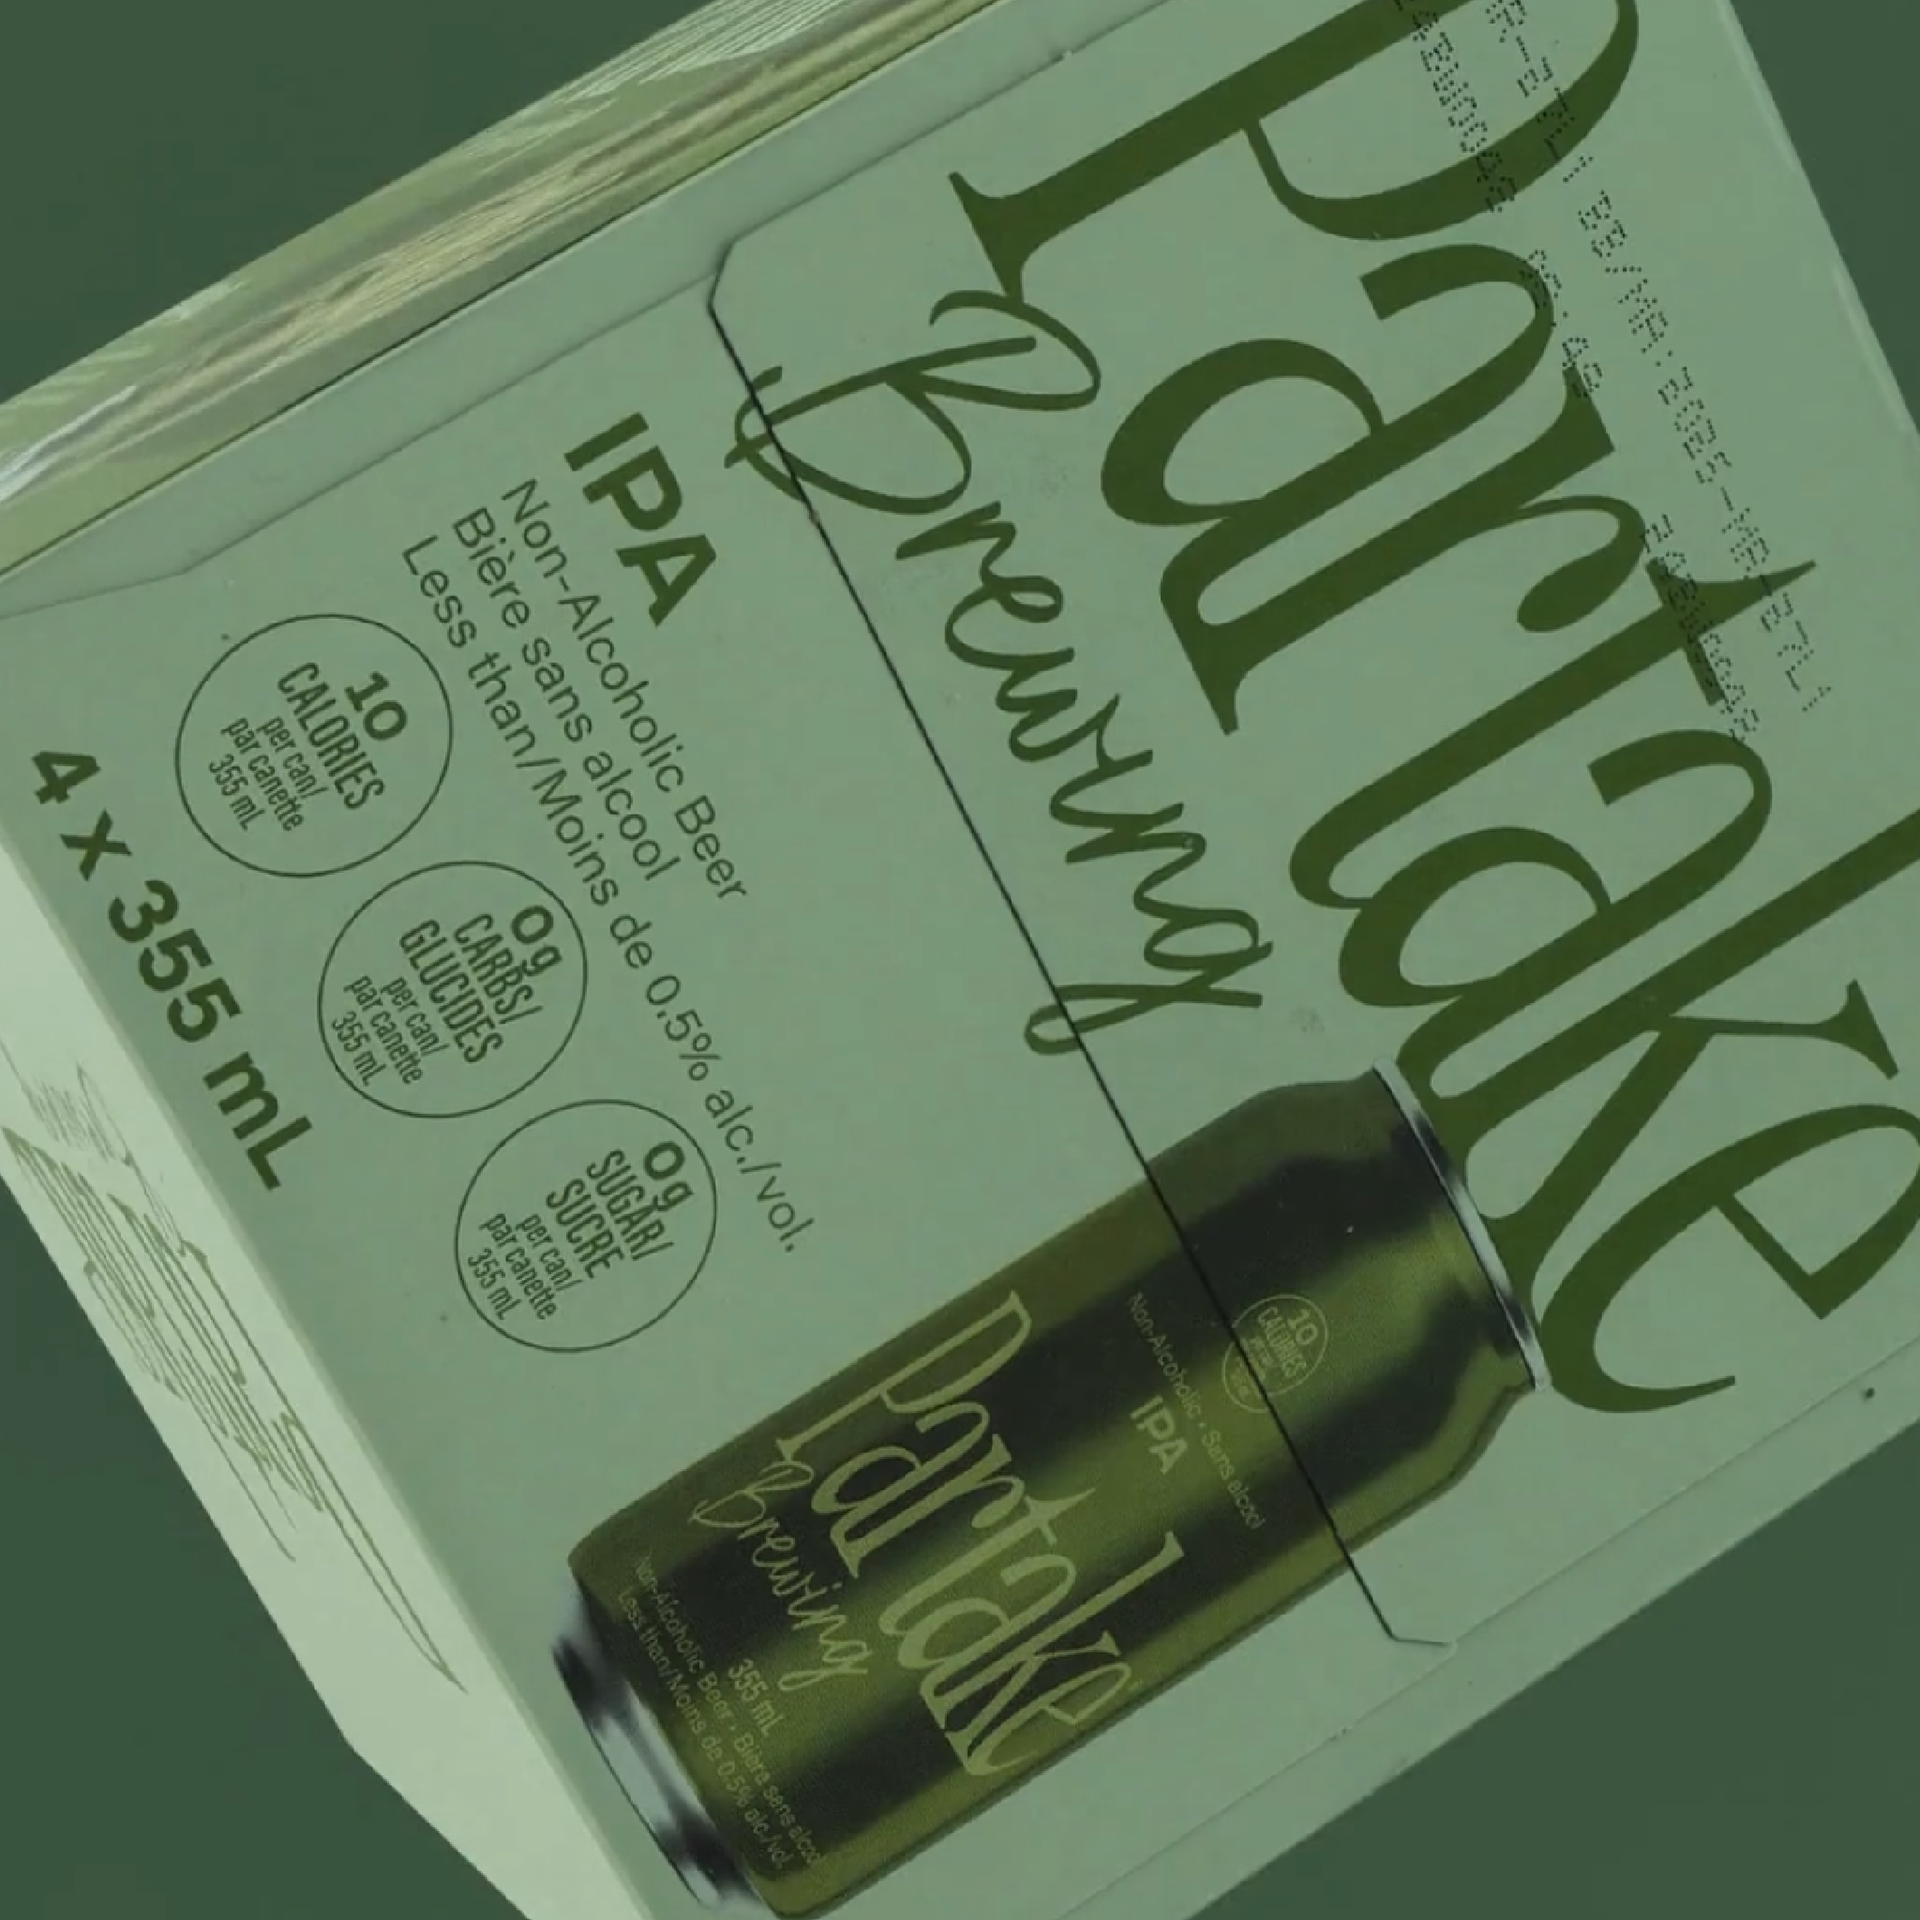 Partake
Brewing
IPA
Non-Alcoholic Beer
Bière sans alcool
Less than/Moins de 0.5% alc./vol.
10
CALORIES
per can/
par canette
355 mL
0g
CARBS/
GLUCIDES
per can/
par canette
355 mL
0g
SUGAR/
SUCRE
per can/
par canette
355 mL
4 x 355 mL
10
CALORIES
Non-Alcoholic • Sans alcool
IPA
Partake
Brewing
355 mL
Non-Alcoholic Beer • Bière sans alcool
Less than/Moins de 0.5% alc./vol.